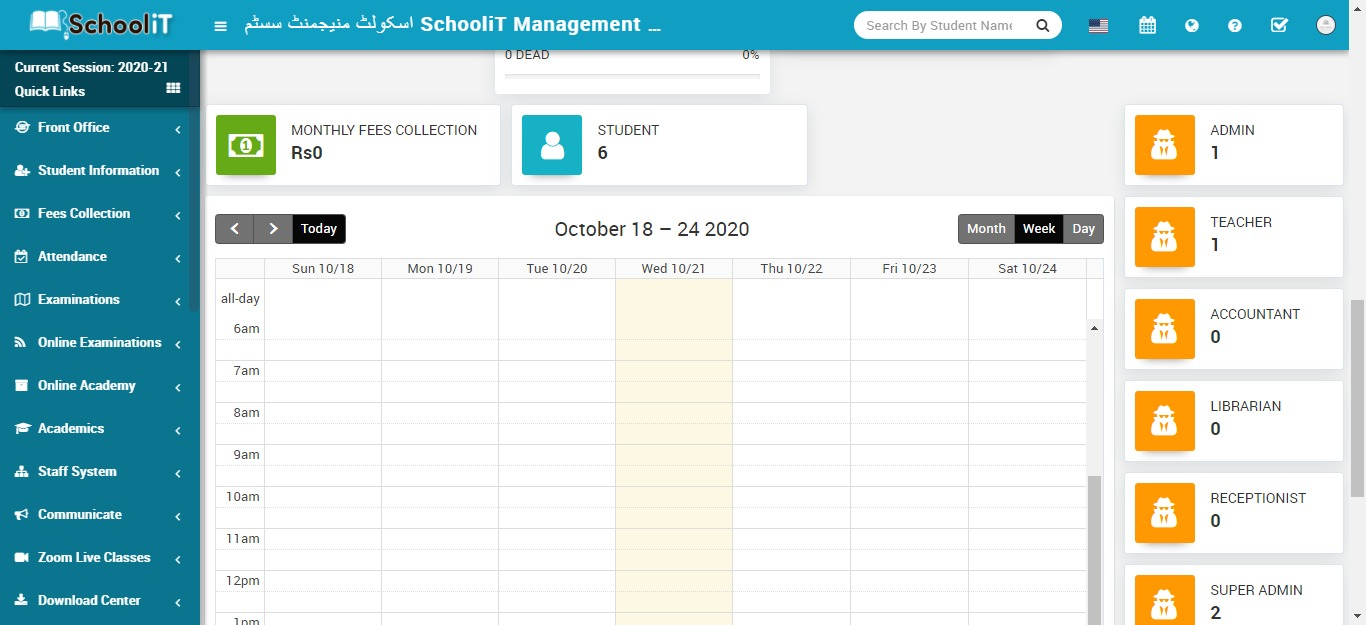 SchooliT
اسکولٹ منیجمنٹ سسٹم SchooliT Management ...
Search By Student Name
Current Session: 2020-21
Quick Links
Front Office
Student Information
Fees Collection
Attendance
Examinations
Online Examinations
Online Academy
Academics
Staff System
Communicate
Zoom Live Classes
Download Center
0 DEAD 0%
MONTHLY FEES COLLECTION
Rs0
STUDENT
6
Today
October 18 – 24 2020
Month Week Day
Sun 10/18 Mon 10/19 Tue 10/20 Wed 10/21 Thu 10/22 Fri 10/23 Sat 10/24
all-day
6am
7am
8am
9am
10am
11am
12pm
1pm
ADMIN
1
TEACHER
1
ACCOUNTANT
0
LIBRARIAN
0
RECEPTIONIST
0
SUPER ADMIN
2